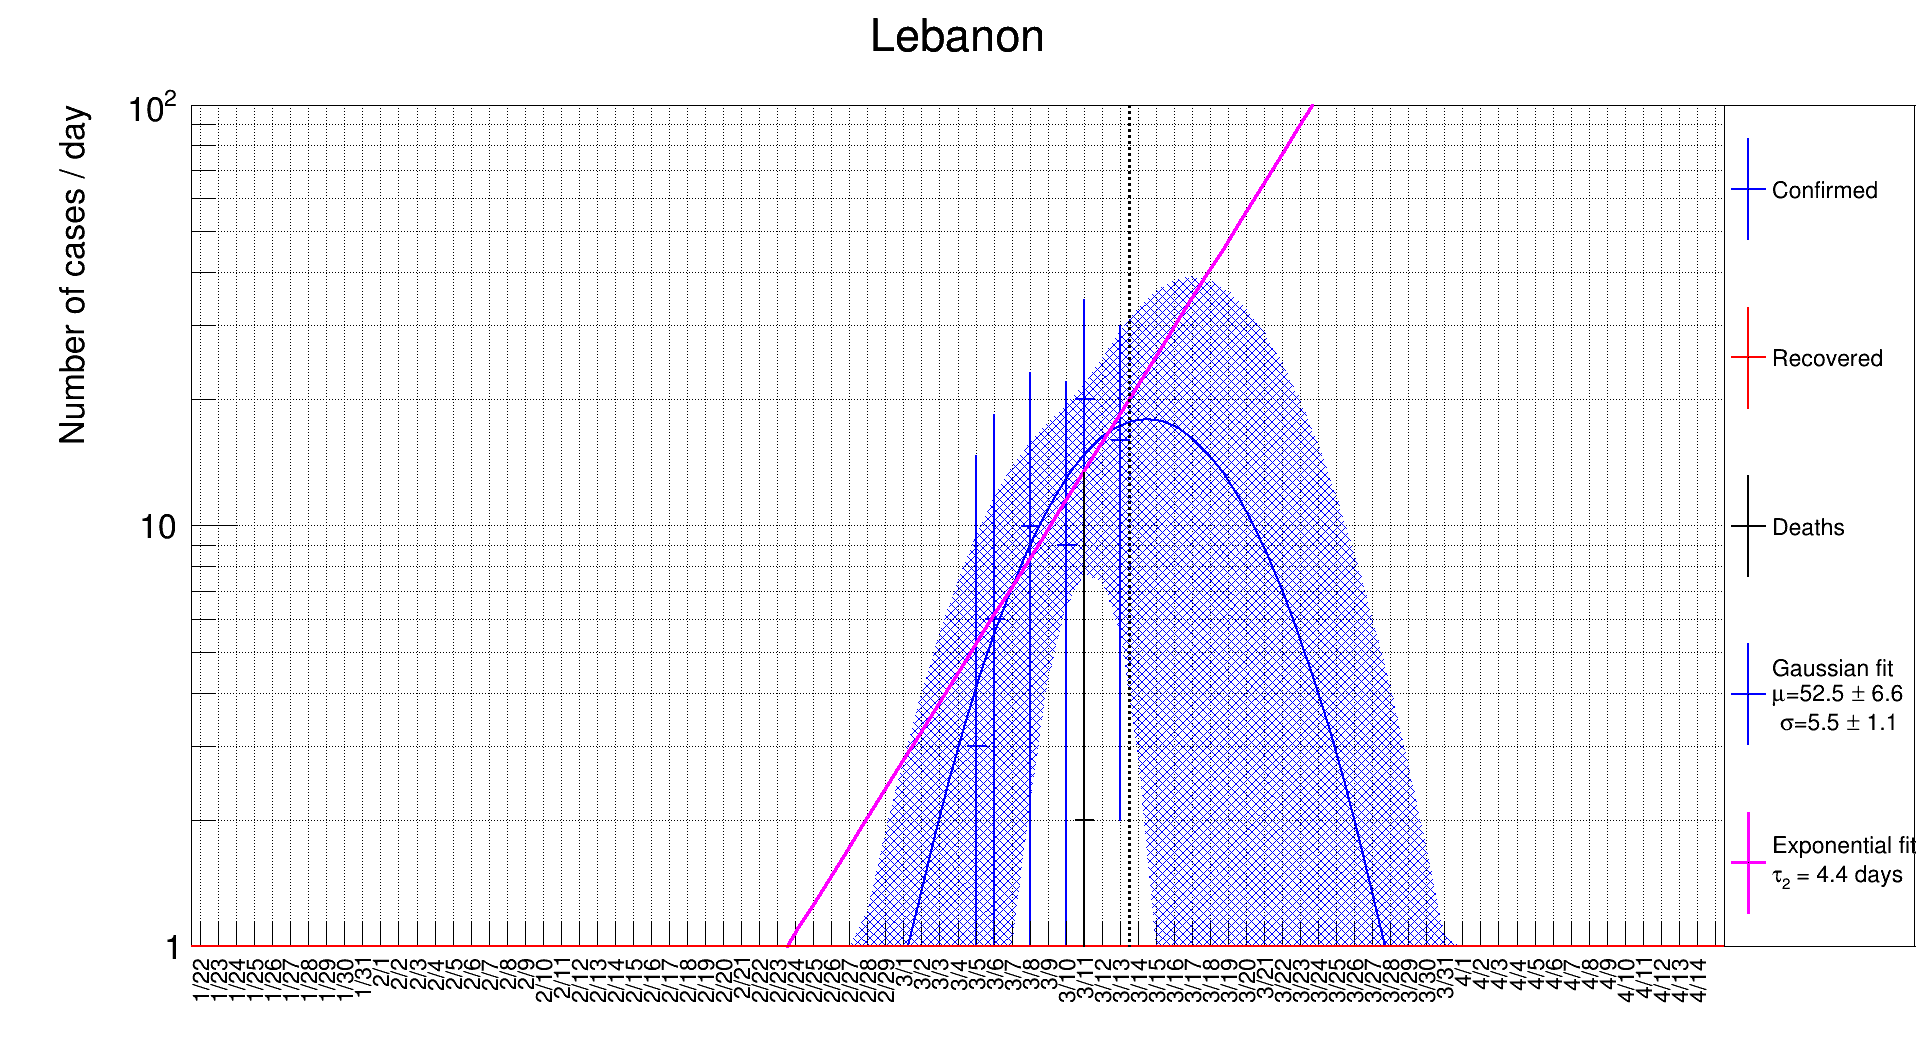 Lebanon
Number of cases / day
10²
10
1
1/22 1/23 1/24 1/25 1/26 1/27 1/28 1/29 1/30 1/31 2/1 2/2 2/3 2/4 2/5 2/6 2/7 2/8 2/9 2/10 2/11 2/12 2/13 2/14 2/15 2/16 2/17 2/18 2/19 2/20 2/21 2/22 2/23 2/24 2/25 2/26 2/27 2/28 2/29 3/1 3/2 3/3 3/4 3/5 3/6 3/7 3/8 3/9 3/10 3/11 3/12 3/13 3/14 3/15 3/16 3/17 3/18 3/19 3/20 3/21 3/22 3/23 3/24 3/25 3/26 3/27 3/28 3/29 3/30 3/31 4/1 4/2 4/3 4/4 4/5 4/6 4/7 4/8 4/9 4/10 4/11 4/12 4/13 4/14
Confirmed
Recovered
Deaths
Gaussian fit
μ=52.5 ± 6.6
σ=5.5 ± 1.1
Exponential fit
τ₂ = 4.4 days